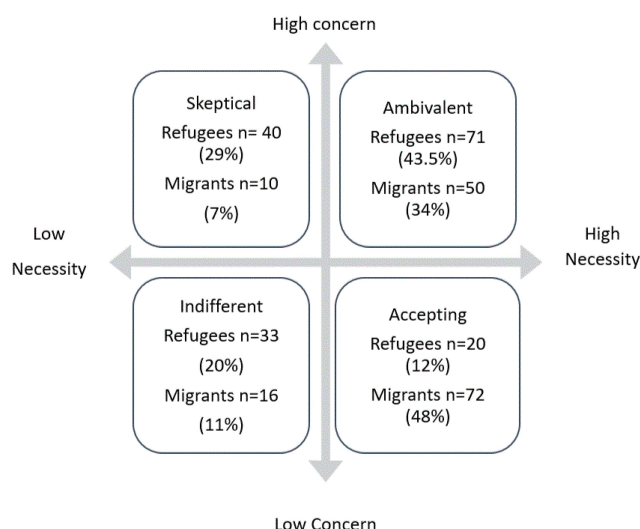 High concern
Skeptical
Refugees n= 40
(29%)
Migrants n=10
(7%)
Ambivalent
Refugees n=71
(43.5%)
Migrants n=50
(34%)
Low
Necessity
High
Necessity
Indifferent
Refugees n=33
(20%)
Migrants n=16
(11%)
Accepting
Refugees n=20
(12%)
Migrants n=72
(48%)
Low Concern